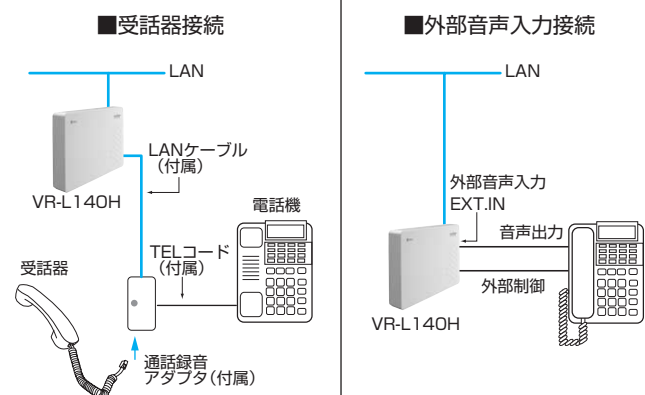 ■受話器接続
LAN
LANケーブル
(付属)
VR-L140H
電話機
TELコード
(付属)
受話器
通話録音
アダプタ(付属)
■外部音声入力接続
LAN
外部音声入力
EXT.IN
音声出力
外部制御
VR-L140H